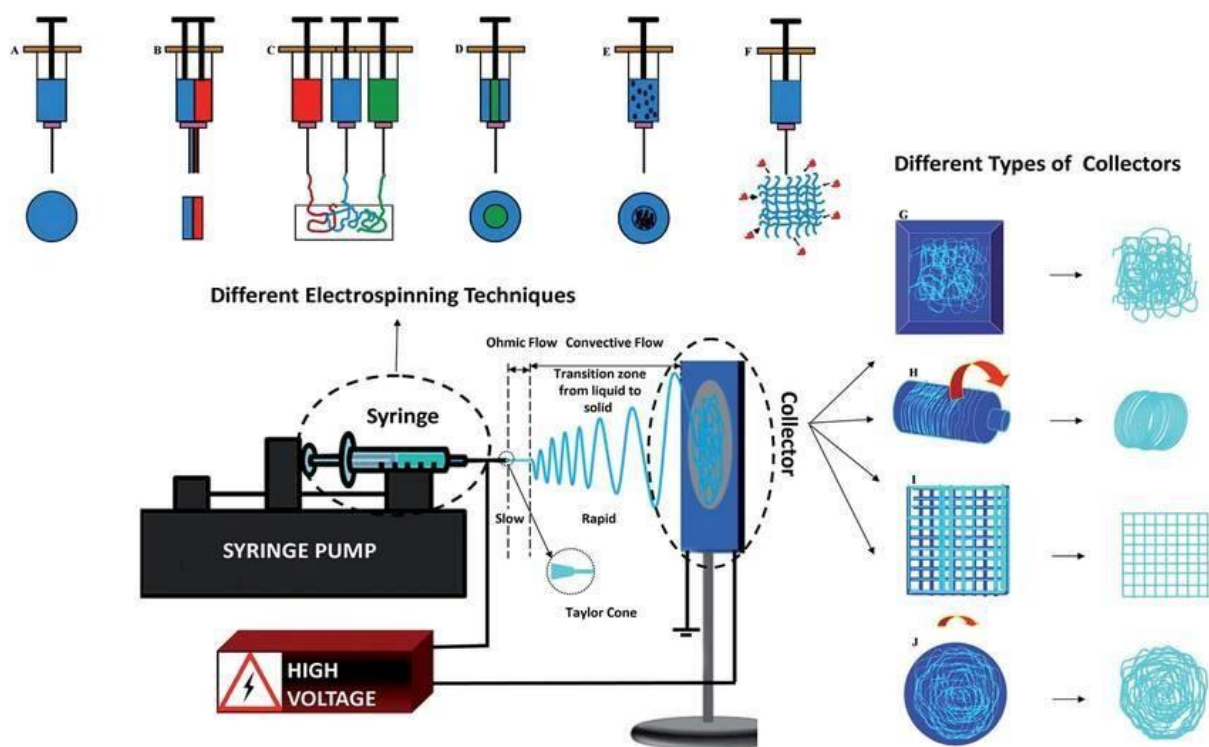 A
B
C
D
E
F
Different Types of Collectors
G
Different Electrospinning Techniques
Ohmic Flow
Convective Flow
Transition zone
from liquid to
solid
Syringe
Collector
H
I
Slow
Rapid
SYRINGE PUMP
Taylor Cone
HIGH
VOLTAGE
J